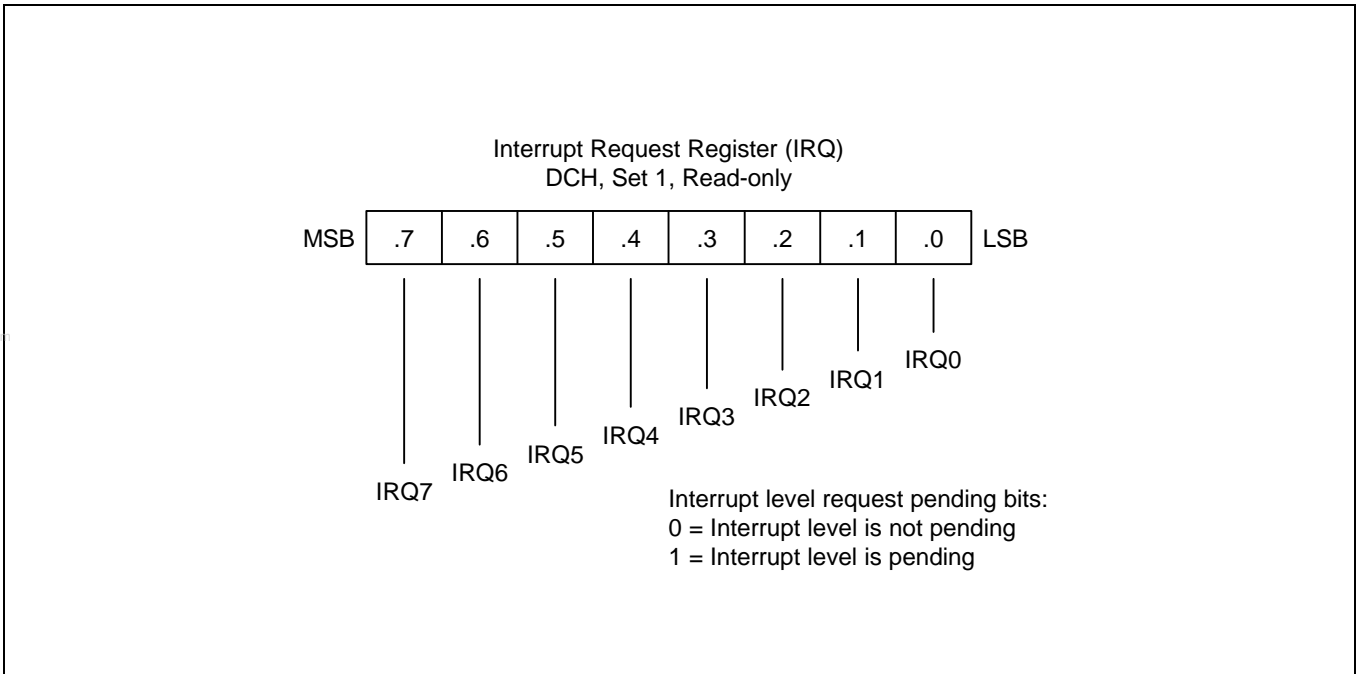 Interrupt Request Register (IRQ)
DCH, Set 1, Read-only
MSB .7 .6 .5 .4 .3 .2 .1 .0 LSB
IRQ0
IRQ1
IRQ2
IRQ3
IRQ4
IRQ5
IRQ6
IRQ7
Interrupt level request pending bits:
0 = Interrupt level is not pending
1 = Interrupt level is pending
m